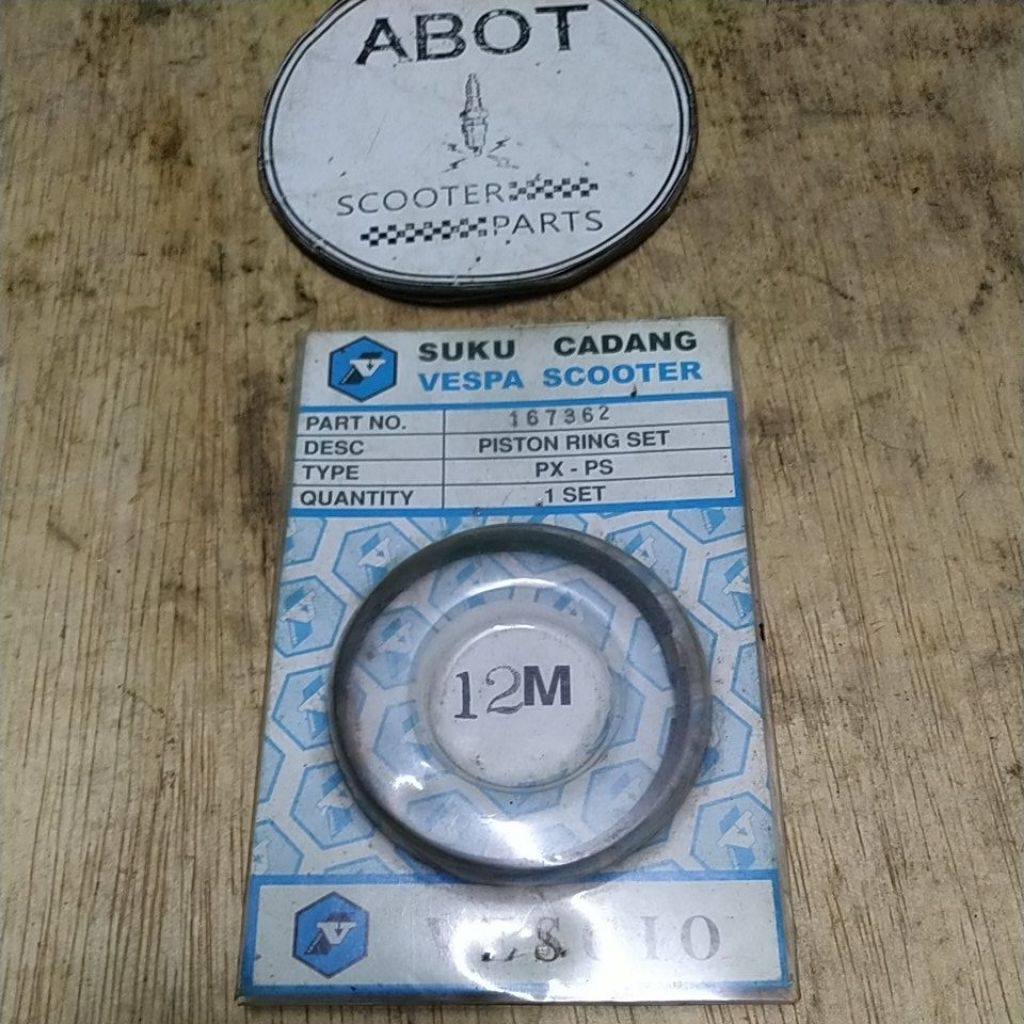 ABOT
SCOOTER
PARTS
SUKU CADANG
VESPA SCOOTER
PART NO. 167362
DESC PISTON RING SET
TYPE PX - PS
QUANTITY 1 SET
12M